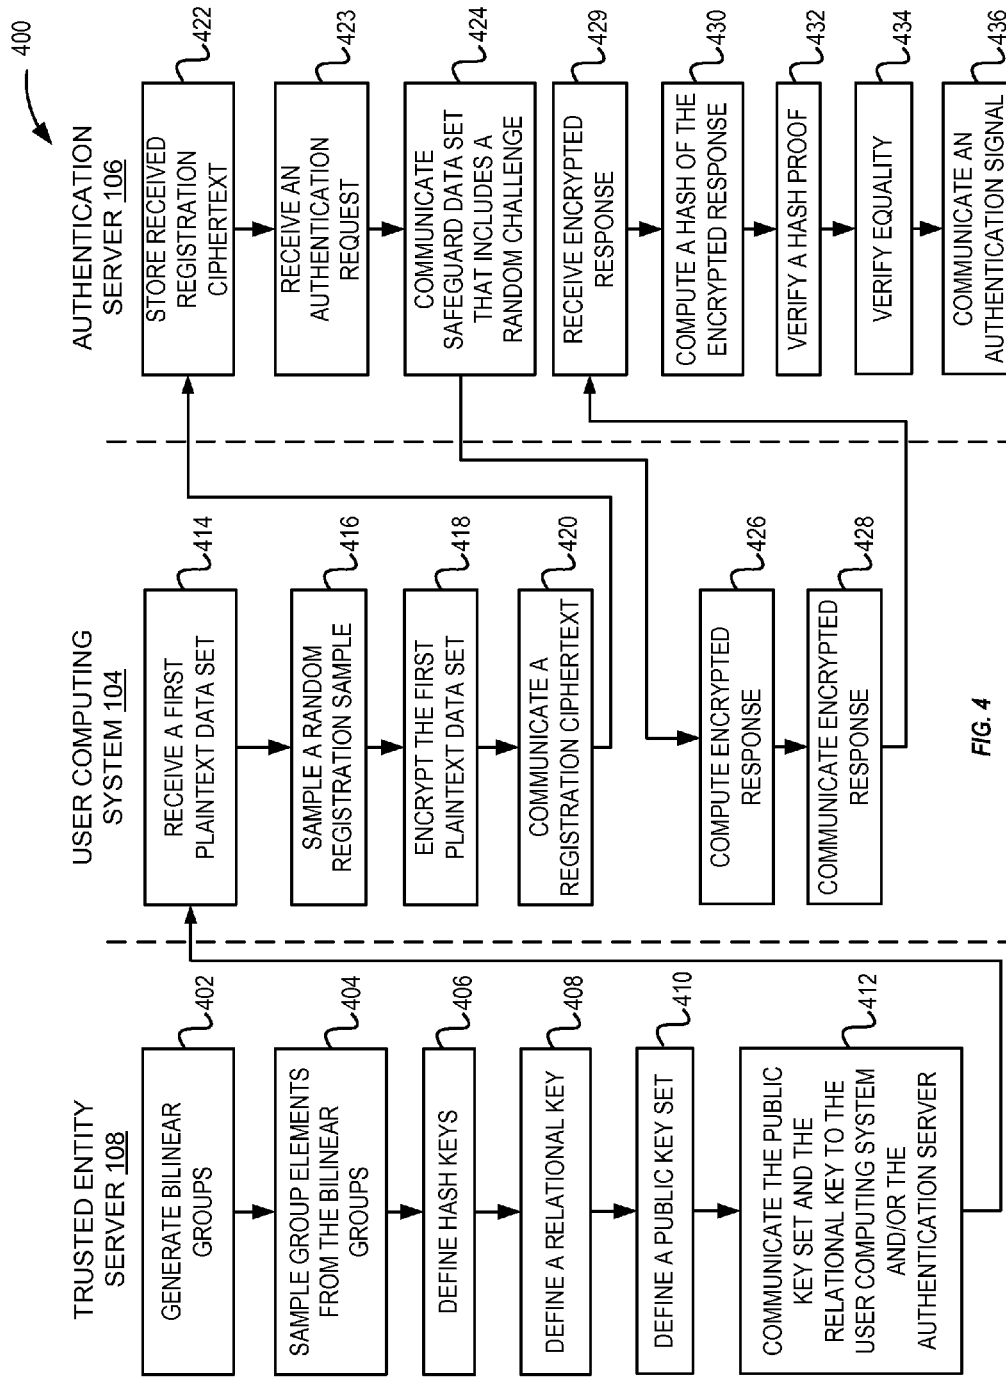 400
TRUSTED ENTITY
SERVER 108
GENERATE BILINEAR
GROUPS
402
SAMPLE GROUP ELEMENTS
FROM THE BILINEAR
GROUPS
404
DEFINE HASH KEYS
406
DEFINE A RELATIONAL KEY
408
DEFINE A PUBLIC KEY SET
410
COMMUNICATE THE PUBLIC
KEY SET AND THE
RELATIONAL KEY TO THE
USER COMPUTING SYSTEM
AND/OR THE
AUTHENTICATION SERVER
412
USER COMPUTING
SYSTEM 104
RECEIVE A FIRST
PLAINTEXT DATA SET
414
SAMPLE A RANDOM
REGISTRATION SAMPLE
416
ENCRYPT THE FIRST
PLAINTEXT DATA SET
418
COMMUNICATE A
REGISTRATION CIPHERTEXT
420
COMPUTE ENCRYPTED
RESPONSE
426
COMMUNICATE ENCRYPTED
RESPONSE
428
AUTHENTICATION
SERVER 106
STORE RECEIVED
REGISTRATION
CIPHERTEXT
422
RECEIVE AN
AUTHENTICATION
REQUEST
423
COMMUNICATE
SAFEGUARD DATA SET
THAT INCLUDES A
RANDOM CHALLENGE
424
RECEIVE ENCRYPTED
RESPONSE
429
COMPUTE A HASH OF THE
ENCRYPTED RESPONSE
430
VERIFY A HASH PROOF
432
VERIFY EQUALITY
434
COMMUNICATE AN
AUTHENTICATION SIGNAL
436
FIG. 4